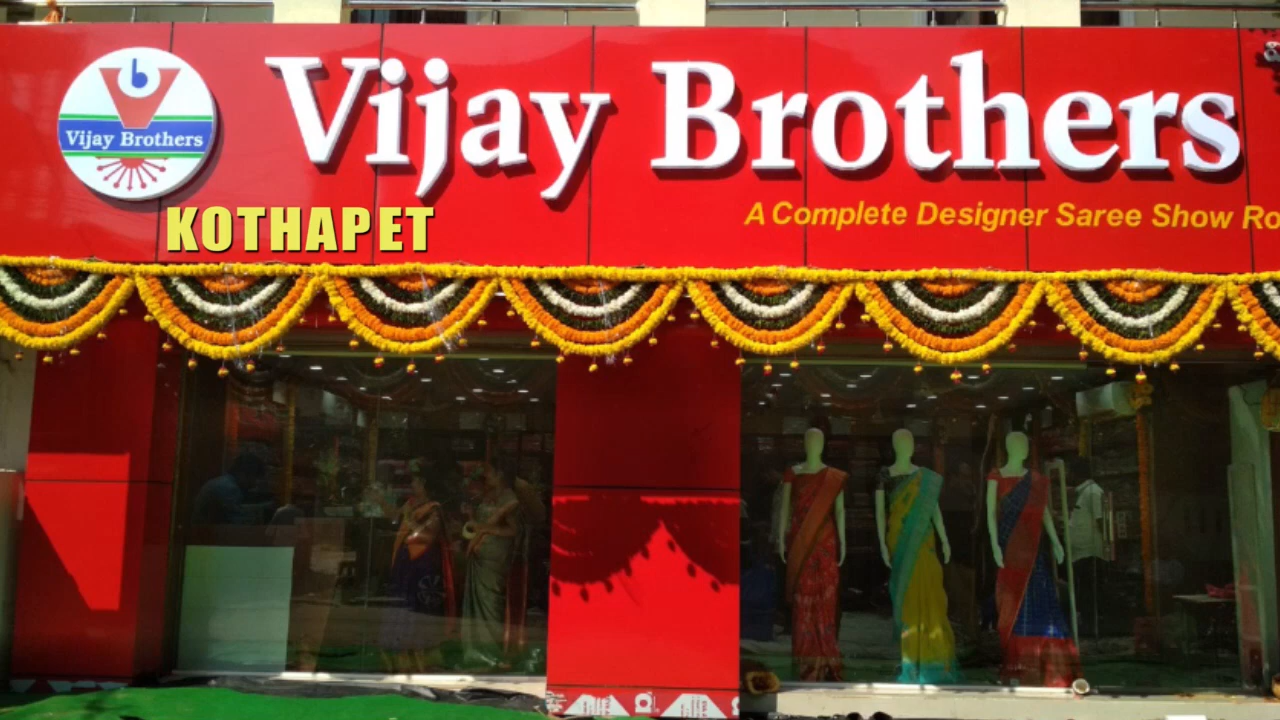 b
Vijay Brothers
Vijay Brothers
KOTHAPET
A Complete Designer Saree Show Ro